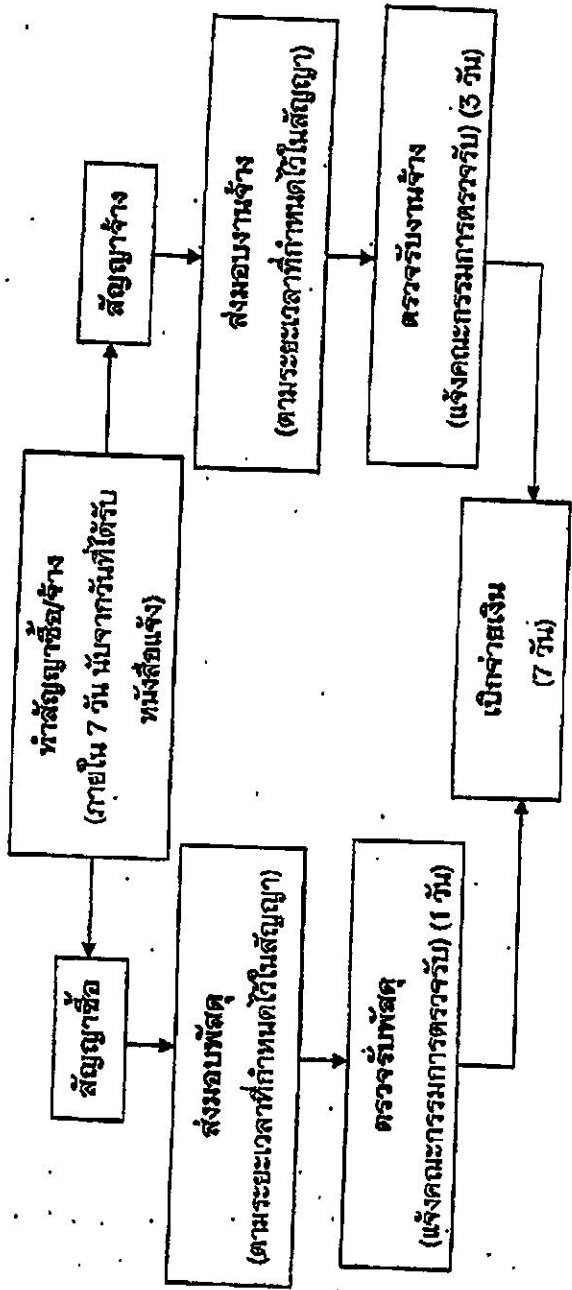 ทำสัญญาซื้อ/จ้าง
(ภายใน 7 วัน นับจากวันที่ได้รับ
หนังสือแจ้ง)
สัญญาซื้อ
สัญญาจ้าง
ส่งมอบพัสดุ
(ตามระยะเวลาที่กำหนดไว้ในสัญญา)
ส่งมอบงานจ้าง
(ตามระยะเวลาที่กำหนดไว้ในสัญญา)
ตรวจรับพัสดุ
(แจ้งคณะกรรมการตรวจรับ) (1 วัน)
ตรวจรับงานจ้าง
(แจ้งคณะกรรมการตรวจรับ) (3 วัน)
เบิกจ่ายเงิน
(7 วัน)